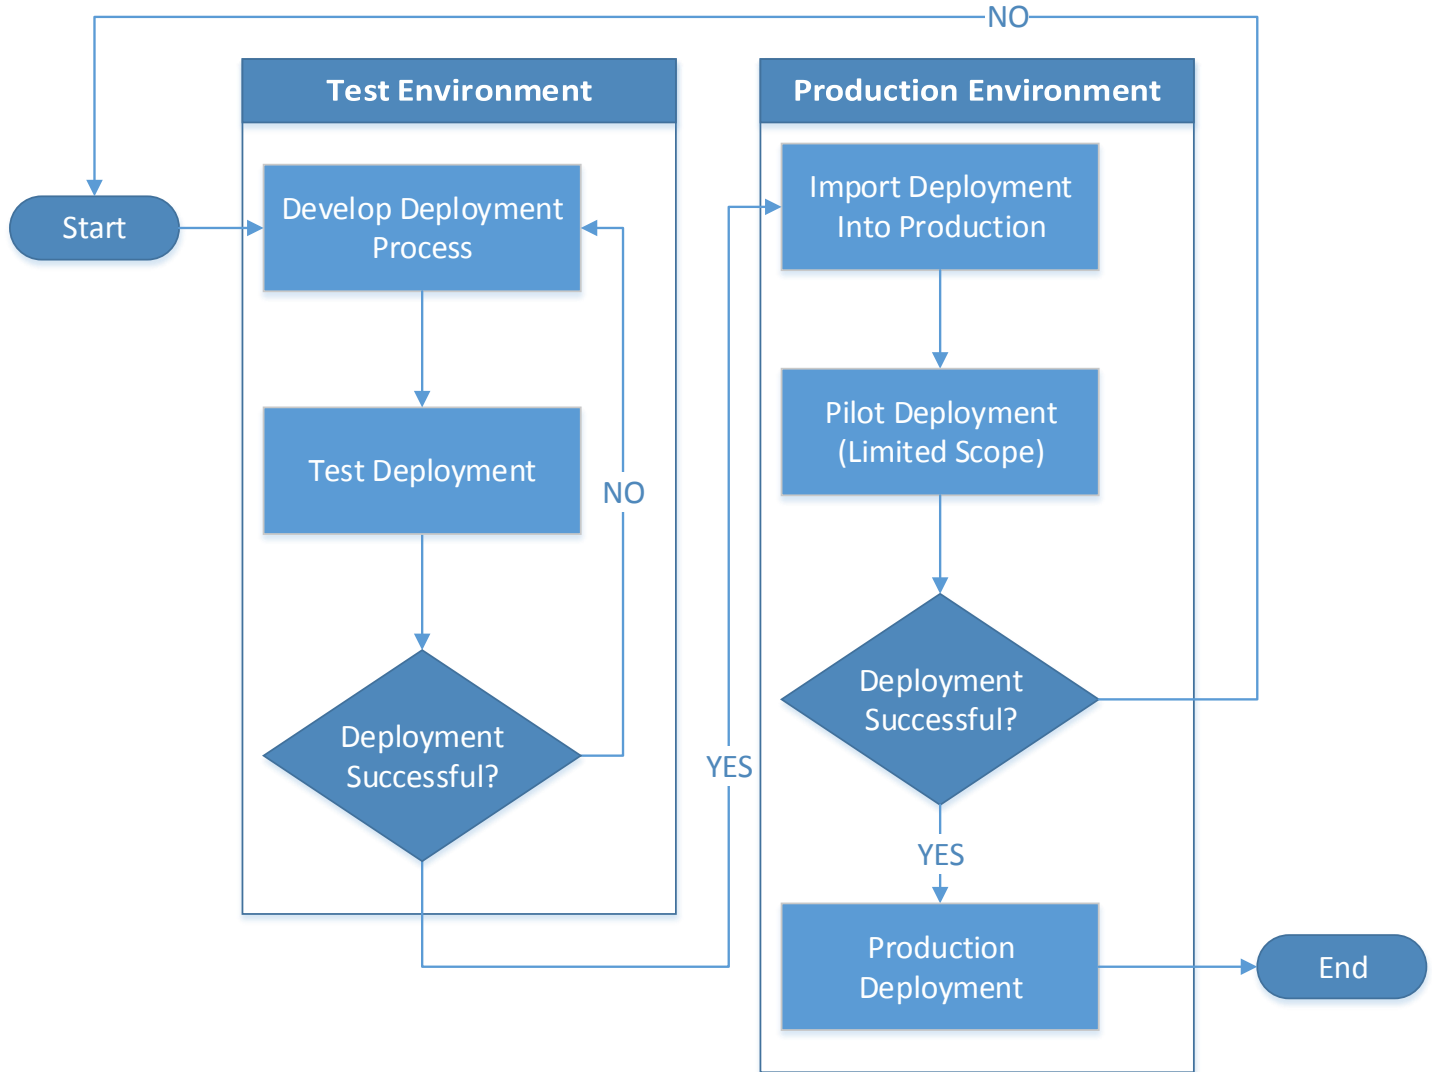 NO
Test Environment
Production Environment
Start
Develop Deployment
Process
Import Deployment
Into Production
Test Deployment
NO
Pilot Deployment
(Limited Scope)
Deployment
Successful?
YES
Deployment
Successful?
YES
Production
Deployment
End